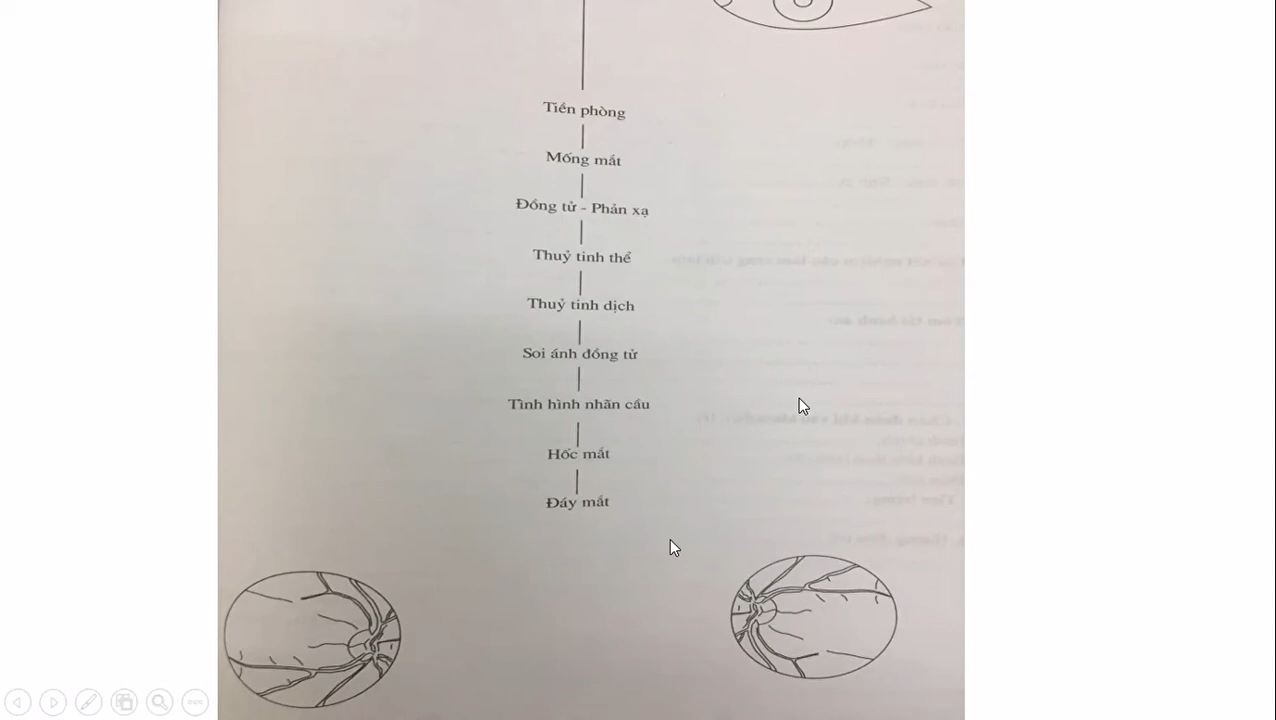 Tiền phòng
Mống mắt
Đồng tử - Phản xạ
Thuỷ tinh thể
Thuỷ tinh dịch
Soi ánh đồng tử
Tình hình nhãn cầu
Hốc mắt
Đáy mắt